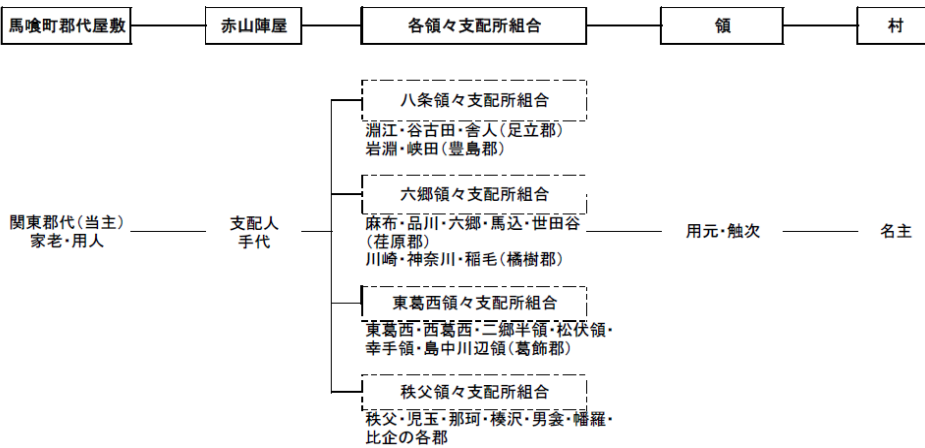 馬喰町郡代屋敷
赤山陣屋
各領々支配所組合
領
村
八条領々支配所組合
淵江・谷古田・舎人(足立郡)
岩淵・峡田(豊島郡)
六郷領々支配所組合
麻布・品川・六郷・馬込・世田谷
(荏原郡)
川崎・神奈川・稲毛(橘樹郡)
関東郡代(当主)
家老・用人
支配人
手代
用元・触次
名主
東葛西領々支配所組合
東葛西・西葛西・二郷半領・松伏領・
幸手領・島中川辺領(葛飾郡)
秩父領々支配所組合
秩父・児玉・那珂・榛沢・男衾・幡羅・
比企の各郡